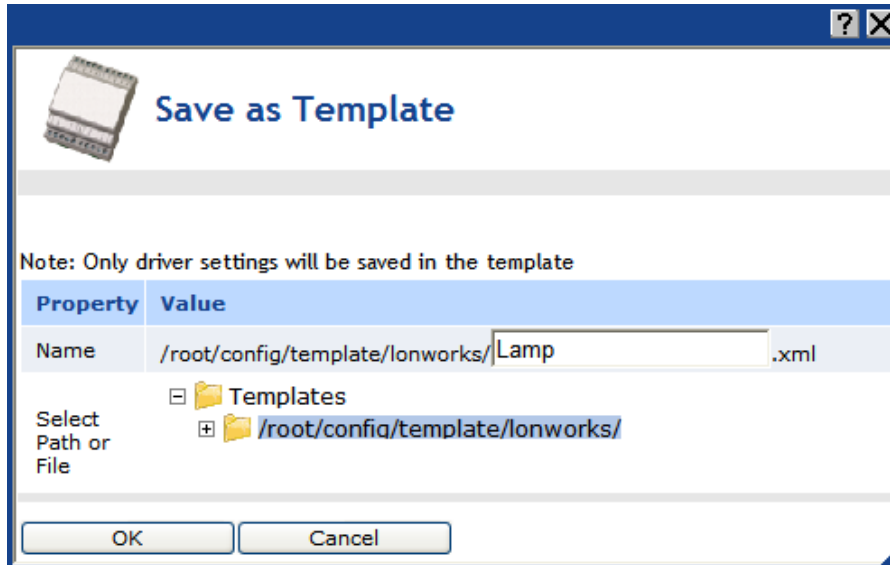 ?
Save as Template
Note: Only driver settings will be saved in the template
Property Value
Name /root/config/template/lonworks/Lamp.xml
Templates
Select Path or File
/root/config/template/lonworks/
OK Cancel